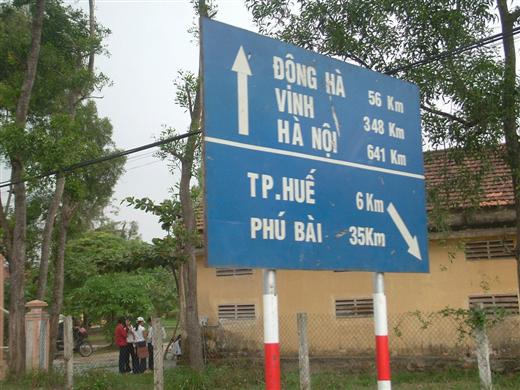 ĐÔNG HÀ 56 Km
VINH 348 Km
HÀ NỘI 641 Km
TP.HUẾ 6 Km
PHÚ BÀI 35Km